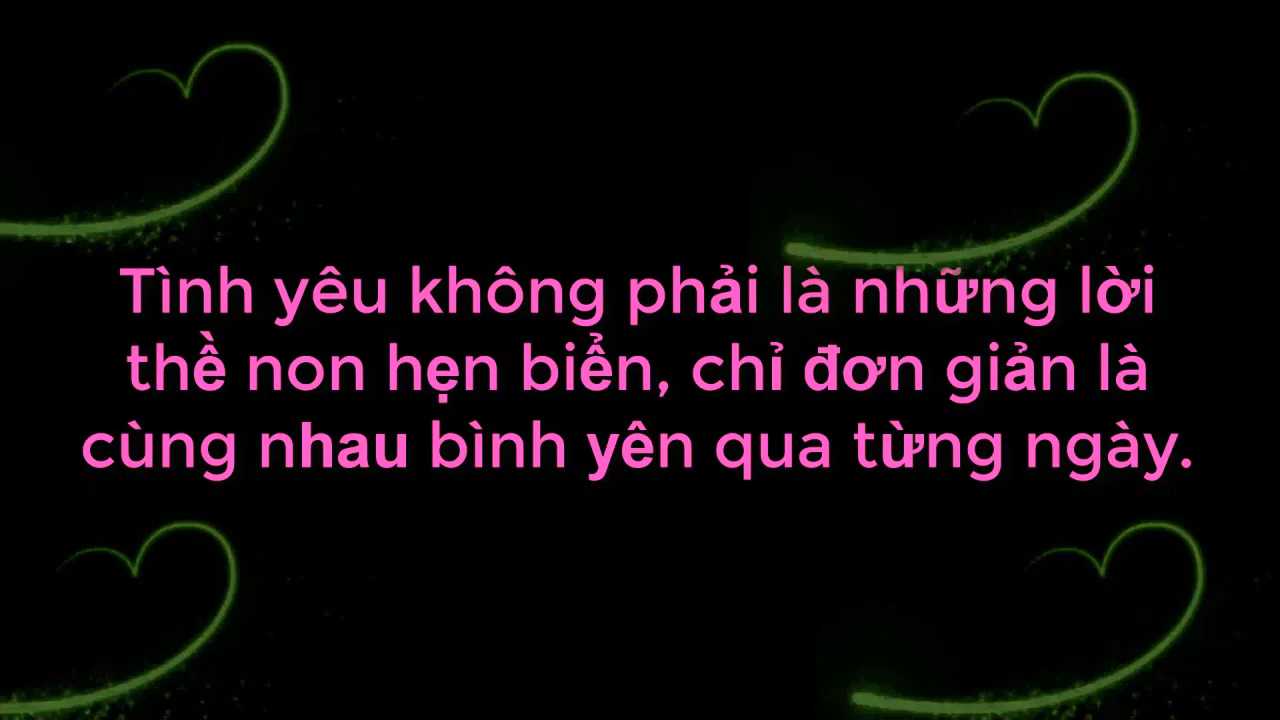 Tình yêu không phải là những lời
thề non hẹn biển, chỉ đơn giản là
cùng nhau bình yên qua từng ngày.